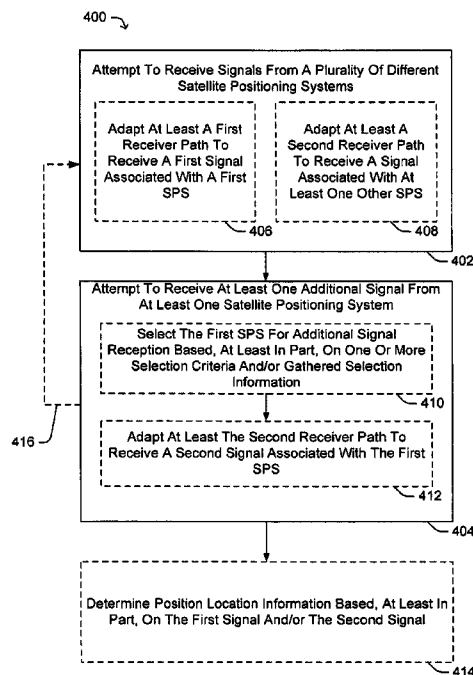 400
Attempt To Receive Signals From A Plurality Of Different
Satellite Positioning Systems
Adapt At Least A First
Receiver Path To
Receive A First Signal
Associated With A First
SPS
406
Adapt At Least A
Second Receiver Path
To Receive A Signal
Associated With At
Least One Other SPS
408
402
Attempt To Receive At Least One Additional Signal From
At Least One Satellite Positioning System
Select The First SPS For Additional Signal
Reception Based, At Least In Part, On One Or More
Selection Criteria And/or Gathered Selection
Information
410
416
Adapt At Least The Second Receiver Path To
Receive A Second Signal Associated With The First
SPS
412
404
Determine Position Location Information Based, At Least In
Part, On The First Signal And/or The Second Signal
414